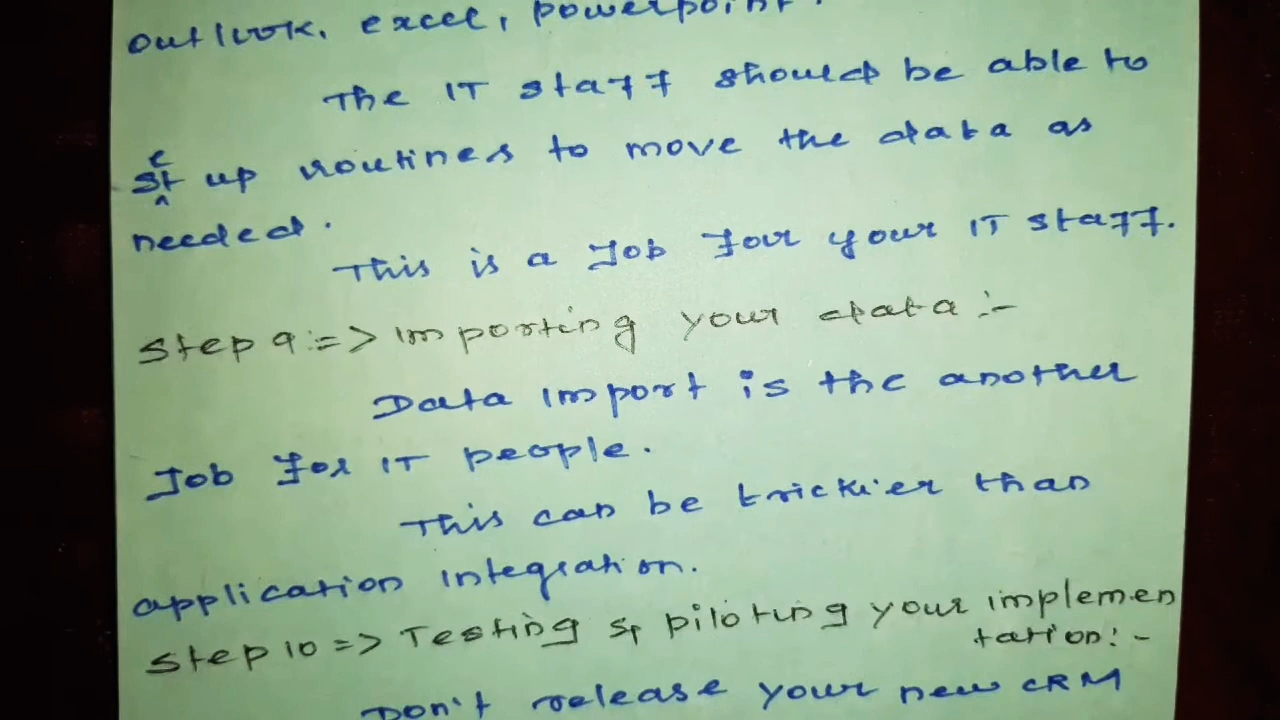 outlook, excel, powerpoint.
The IT staff should be able to
set up routines to move the data as
needed.
This is a Job for your IT staff.
Step 9:=> Importing your data :-
Data Import is the another
Job for IT people.
This can be trickier than
application integration.
Step 10 => Testing & piloting your implemen
tation:-
Don't release your new CRM